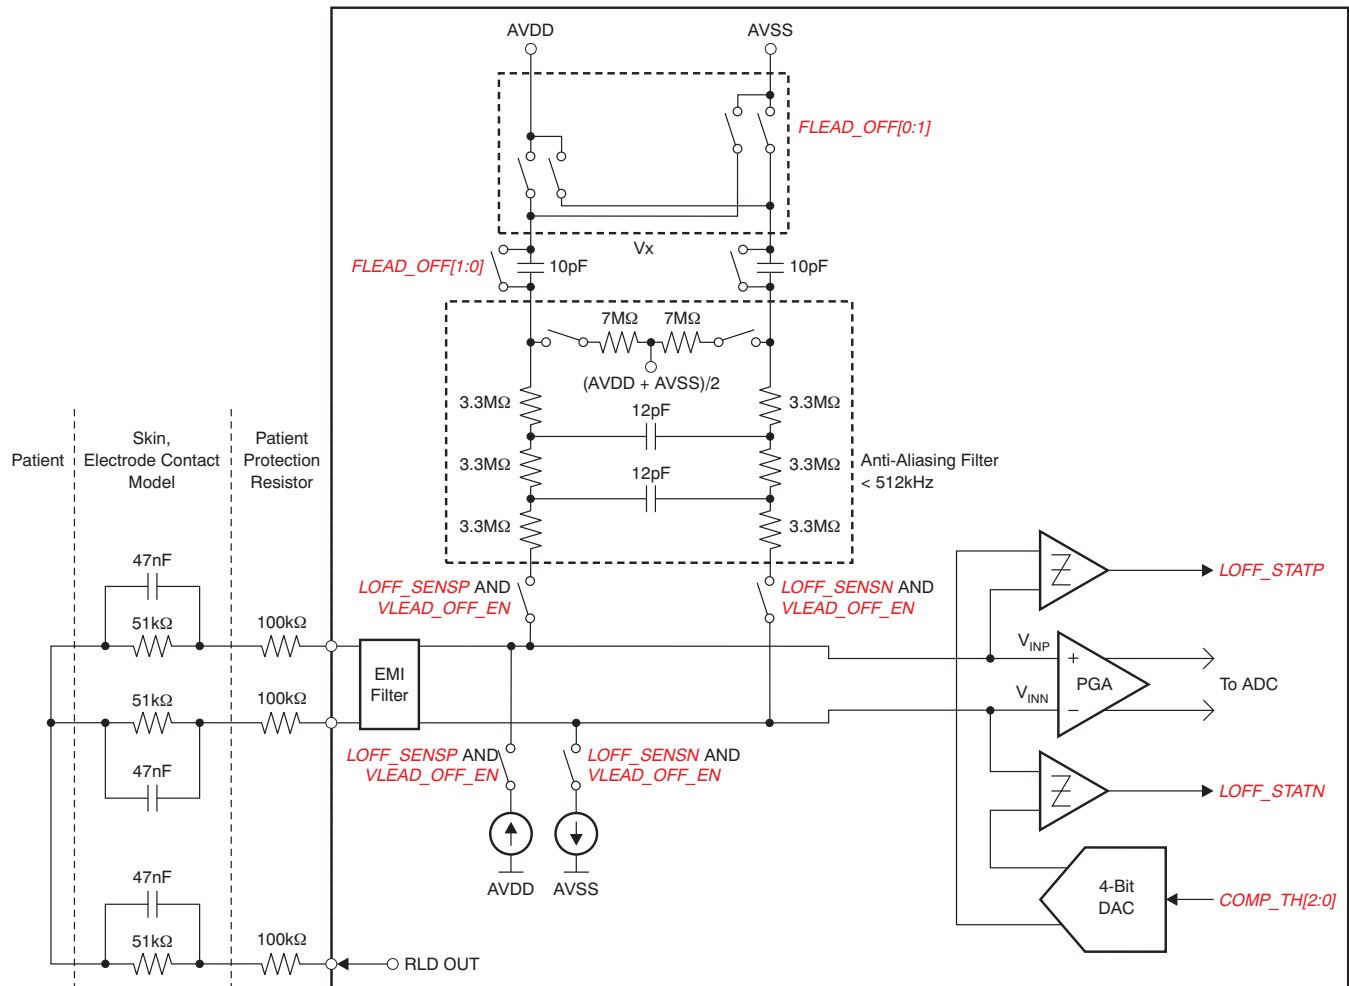 AVDD
AVSS
FLEAD_OFF[0:1]
Vx
FLEAD_OFF[1:0]
10pF
10pF
7MΩ
7MΩ
(AVDD + AVSS)/2
3.3MΩ
12pF
3.3MΩ
3.3MΩ
12pF
3.3MΩ
Anti-Aliasing Filter
< 512kHz
3.3MΩ
3.3MΩ
Patient
Skin,
Electrode Contact
Model
Patient
Protection
Resistor
LOFF_SENSP AND
VLEAD_OFF_EN
LOFF_SENSN AND
VLEAD_OFF_EN
47nF
51kΩ
100kΩ
EMI
Filter
51kΩ
100kΩ
47nF
LOFF_STATP
VINP
+
PGA
To ADC
VINN
−
LOFF_SENSP AND
VLEAD_OFF_EN
LOFF_SENSN AND
VLEAD_OFF_EN
LOFF_STATN
AVDD
AVSS
4-Bit
DAC
COMP_TH[2:0]
47nF
51kΩ
100kΩ
RLD OUT